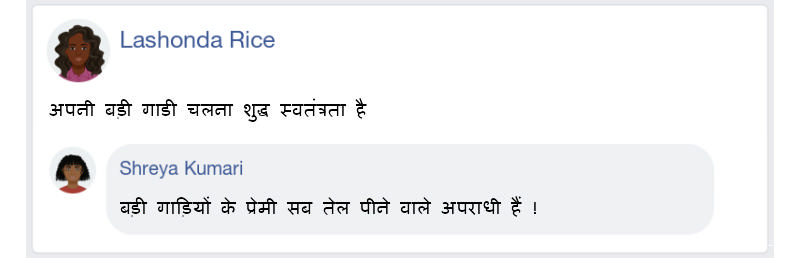 Lashonda Rice
अपनी बड़ी गाडी चलना शुद्ध स्वतंत्रता है
Shreya Kumari
बड़ी गाड़ियों के प्रेमी सब तेल पीने वाले अपराधी हैं !